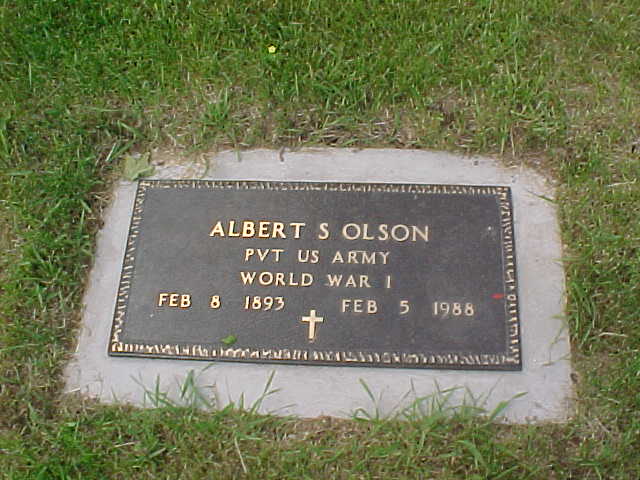 ALBERT S OLSON
PVT US ARMY
WORLD WAR I
FEB 8 1893 FEB 5 1988